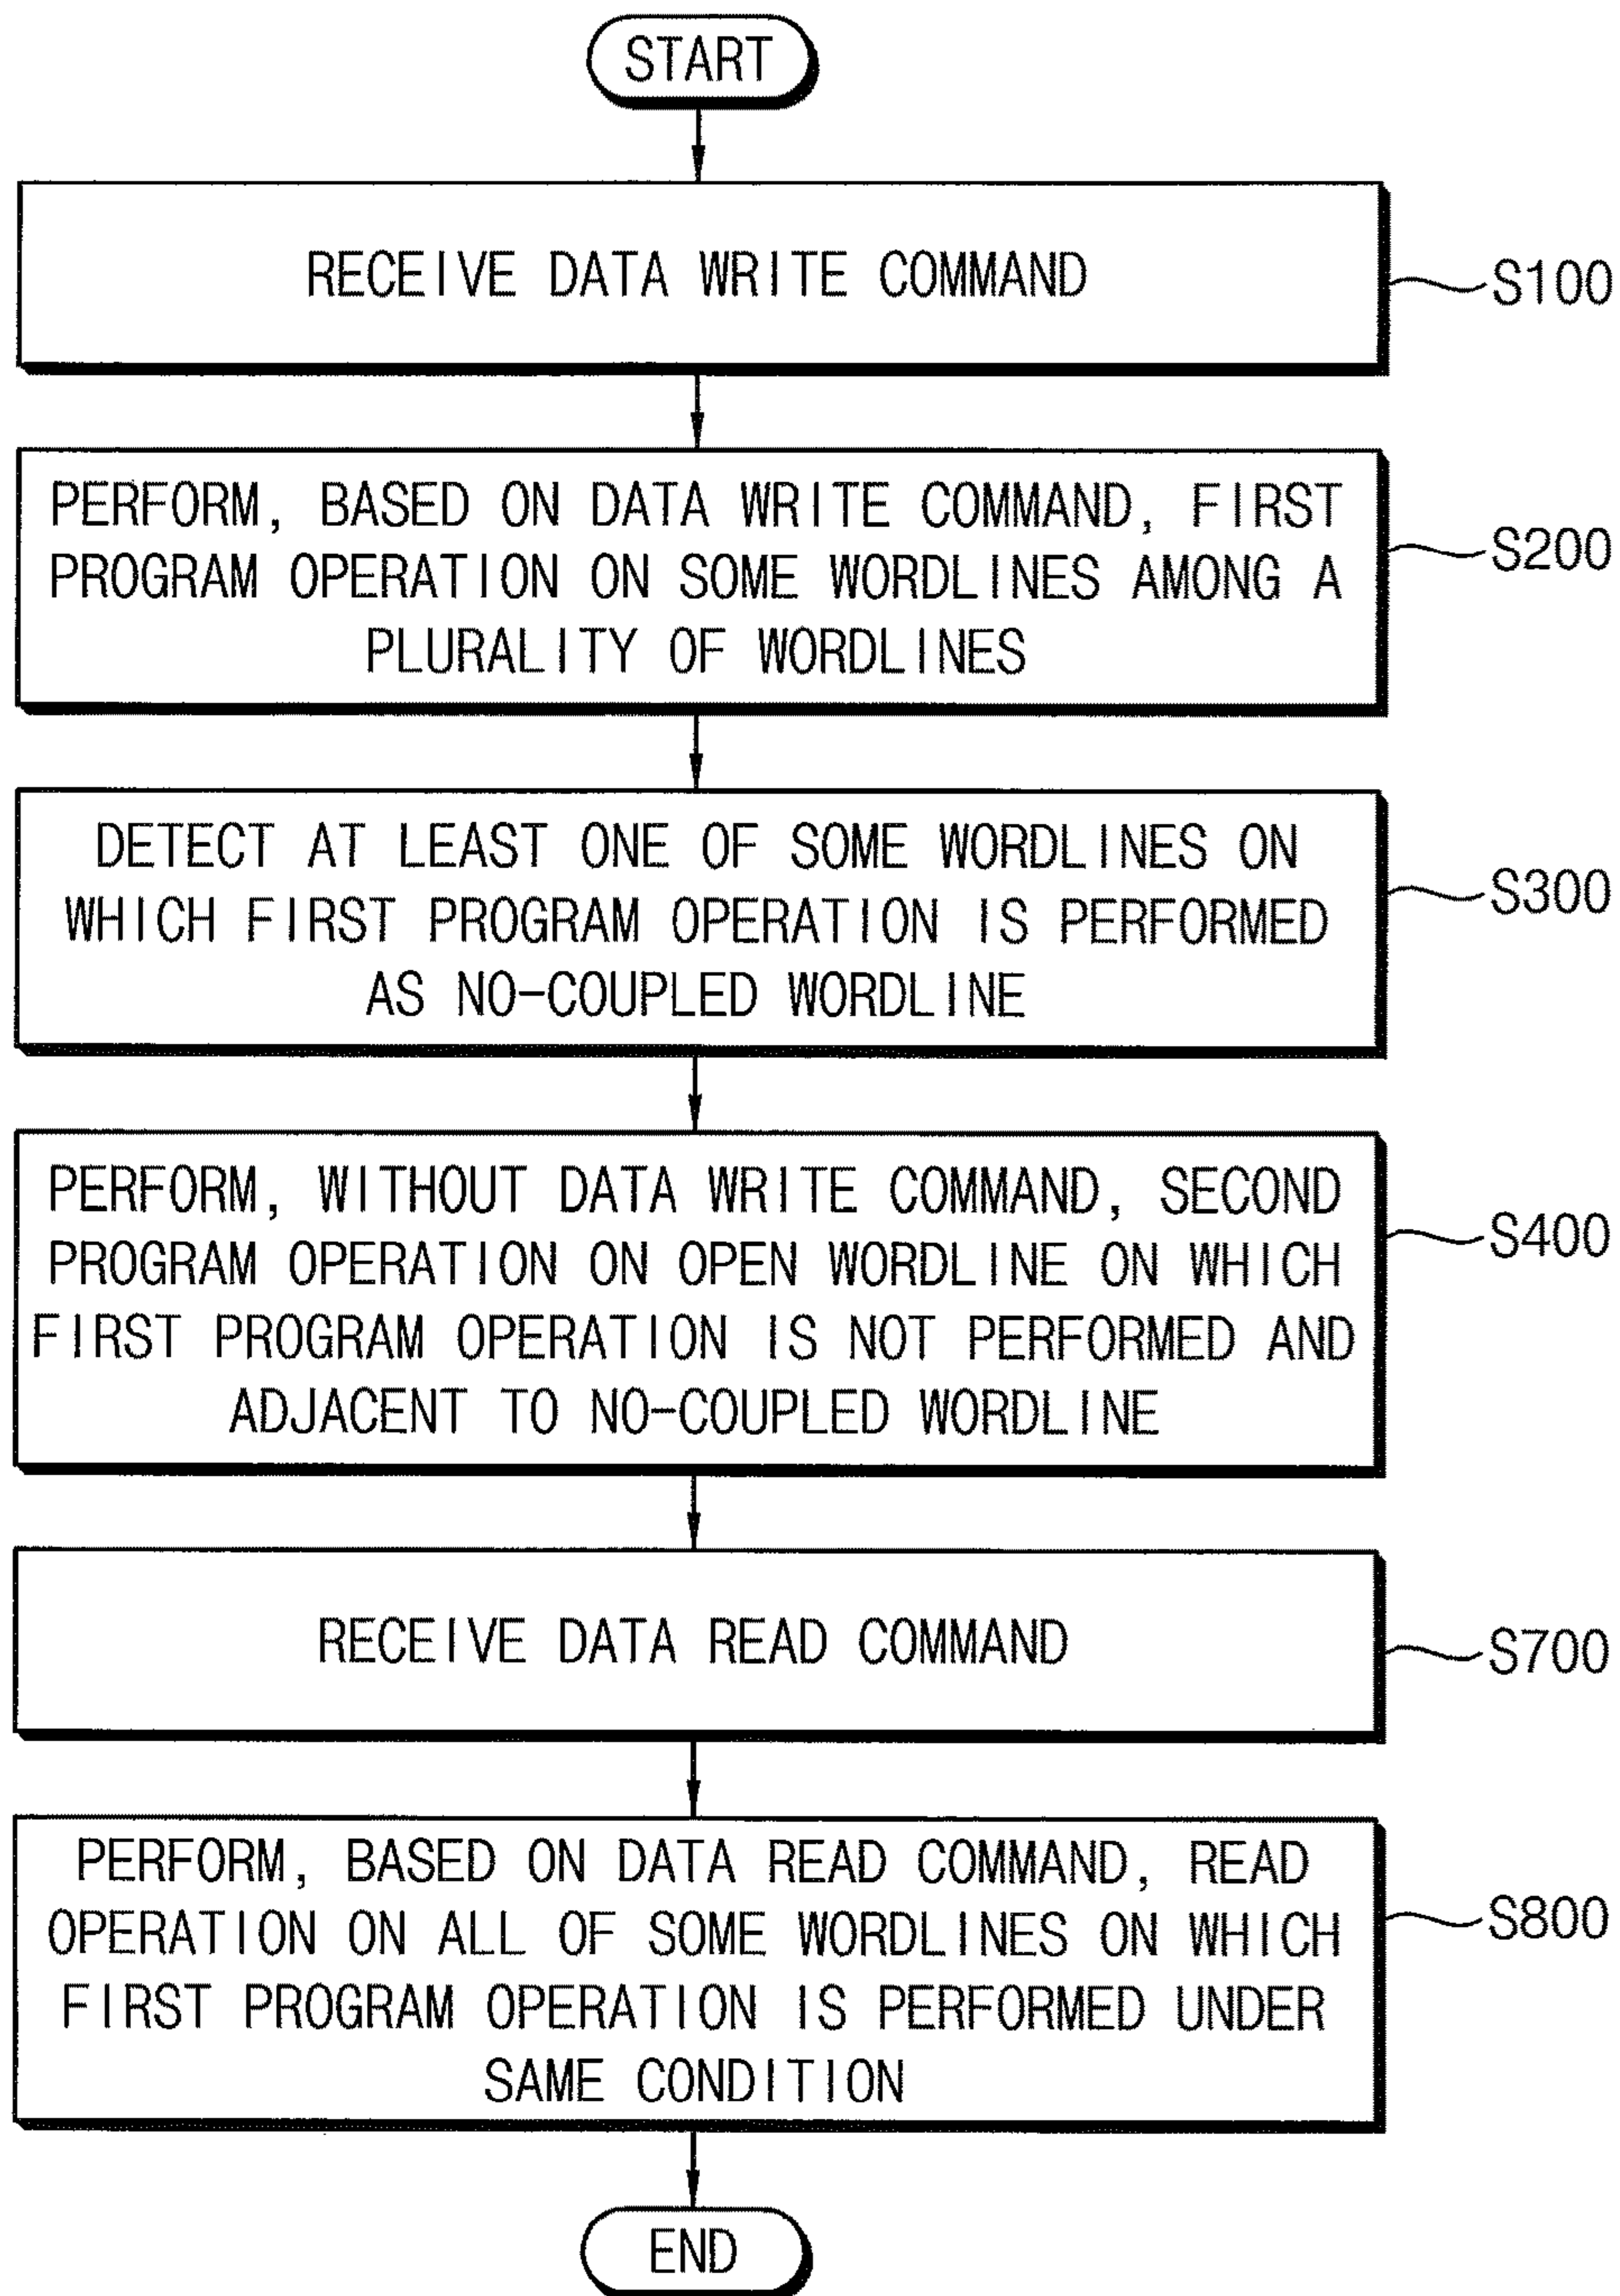 START
RECEIVE DATA WRITE COMMAND
S100
PERFORM, BASED ON DATA WRITE COMMAND, FIRST
PROGRAM OPERATION ON SOME WORDLINES AMONG A
PLURALITY OF WORDLINES
S200
DETECT AT LEAST ONE OF SOME WORDLINES ON
WHICH FIRST PROGRAM OPERATION IS PERFORMED
AS NO-COUPLED WORDLINE
S300
PERFORM, WITHOUT DATA WRITE COMMAND, SECOND
PROGRAM OPERATION ON OPEN WORDLINE ON WHICH
FIRST PROGRAM OPERATION IS NOT PERFORMED AND
ADJACENT TO NO-COUPLED WORDLINE
S400
RECEIVE DATA READ COMMAND
S700
PERFORM, BASED ON DATA READ COMMAND, READ
OPERATION ON ALL OF SOME WORDLINES ON WHICH
FIRST PROGRAM OPERATION IS PERFORMED UNDER
SAME CONDITION
S800
END